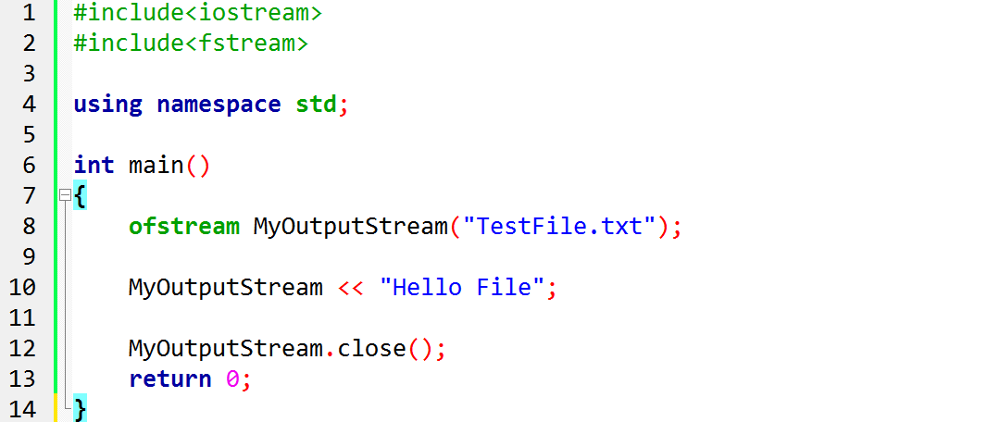 1 #include<iostream>
2 #include<fstream>
3
4 using namespace std;
5
6 int main()
7 {
8     ofstream MyOutputStream("TestFile.txt");
9
10     MyOutputStream << "Hello File";
11
12     MyOutputStream.close();
13     return 0;
14 }